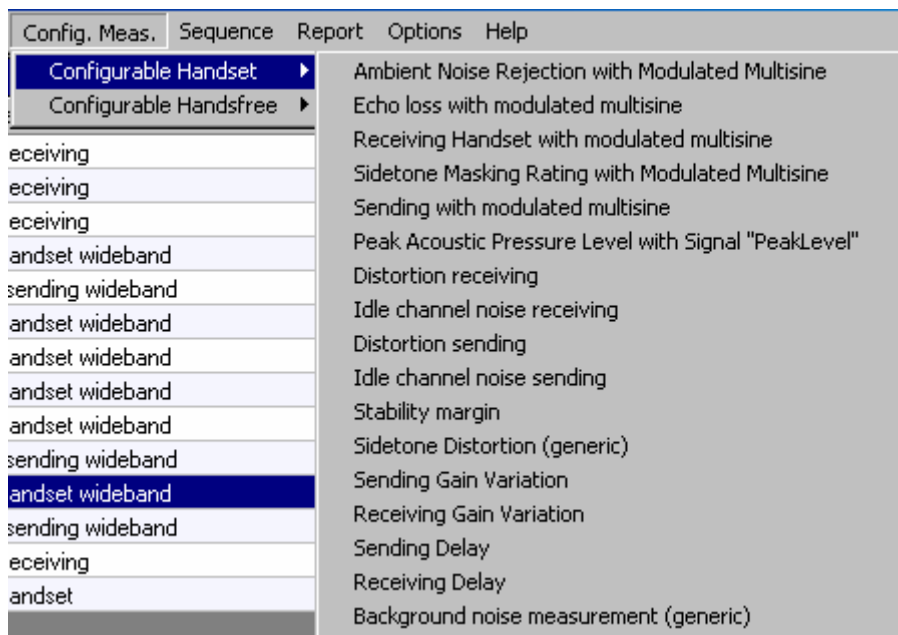 Config. Meas. Sequence Report Options Help
Configurable Handset
Configurable Handsfree
eceiving
eceiving
eceiving
andset wideband
sending wideband
andset wideband
andset wideband
andset wideband
andset wideband
sending wideband
andset wideband
sending wideband
eceiving
andset
Ambient Noise Rejection with Modulated Multisine
Echo loss with modulated multisine
Receiving Handset with modulated multisine
Sidetone Masking Rating with Modulated Multisine
Sending with modulated multisine
Peak Acoustic Pressure Level with Signal "PeakLevel"
Distortion receiving
Idle channel noise receiving
Distortion sending
Idle channel noise sending
Stability margin
Sidetone Distortion (generic)
Sending Gain Variation
Receiving Gain Variation
Sending Delay
Receiving Delay
Background noise measurement (generic)